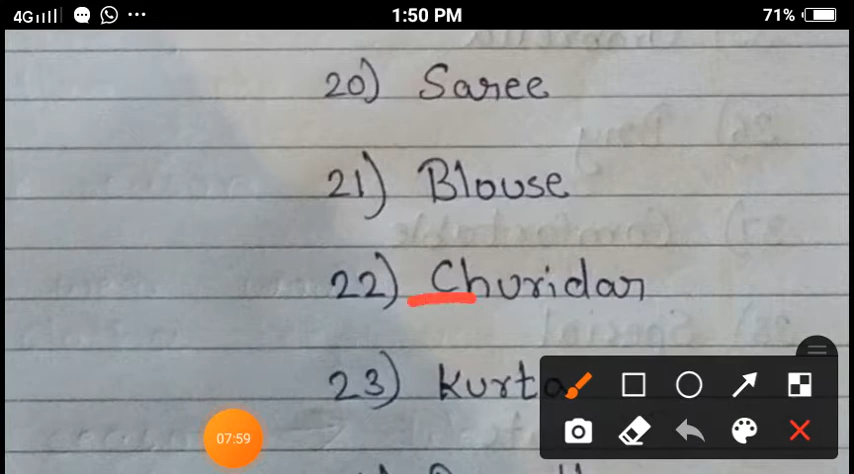 4G 1:50 PM 71%
20) Saree
21) Blouse
22) Churidar
23) Kurta
07:59